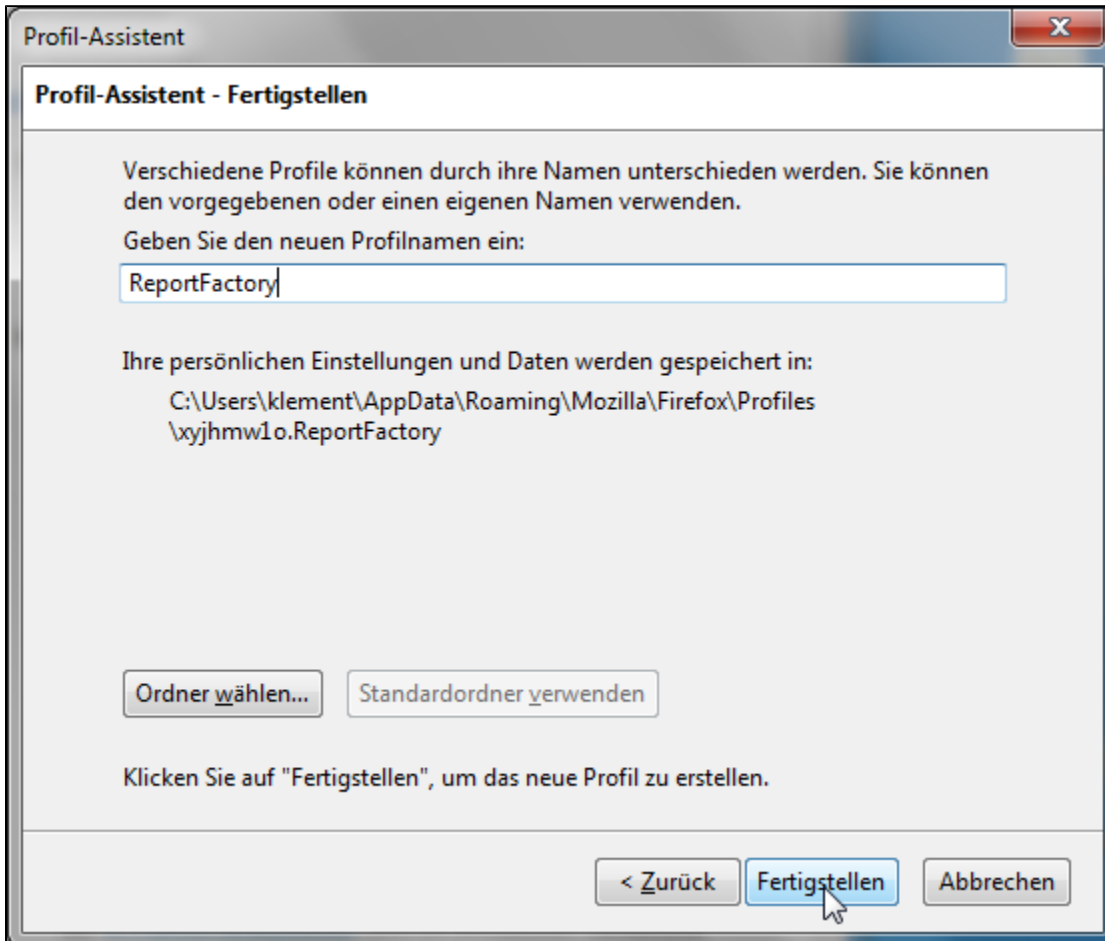 Profil-Assistent
Profil-Assistent - Fertigstellen
Verschiedene Profile können durch ihre Namen unterschieden werden. Sie können
den vorgegebenen oder einen eigenen Namen verwenden.
Geben Sie den neuen Profilnamen ein:
ReportFactory
Ihre persönlichen Einstellungen und Daten werden gespeichert in:
C:\Users\klement\AppData\Roaming\Mozilla\Firefox\Profiles
\xyjhmw1o.ReportFactory
Ordner wählen... Standardordner verwenden
Klicken Sie auf "Fertigstellen", um das neue Profil zu erstellen.
< Zurück Fertigstellen Abbrechen